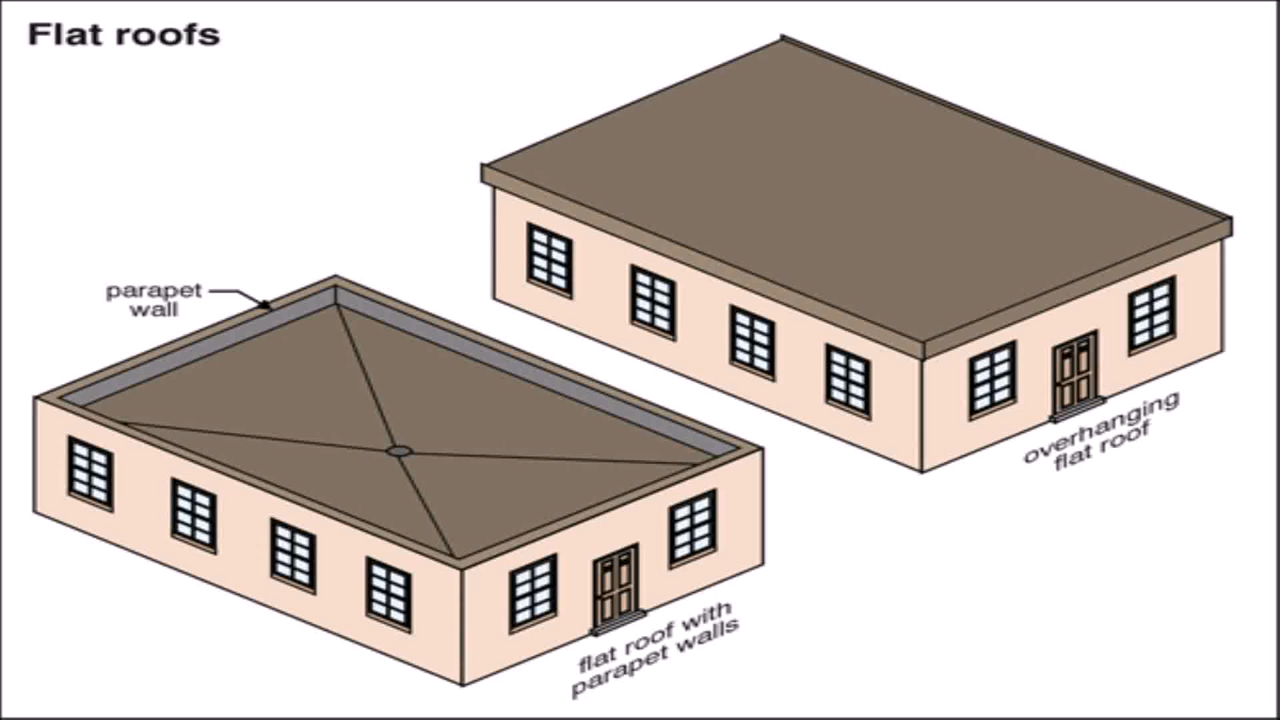 Flat roofs
parapet
wall
overhanging
flat roof
flat roof with
parapet walls